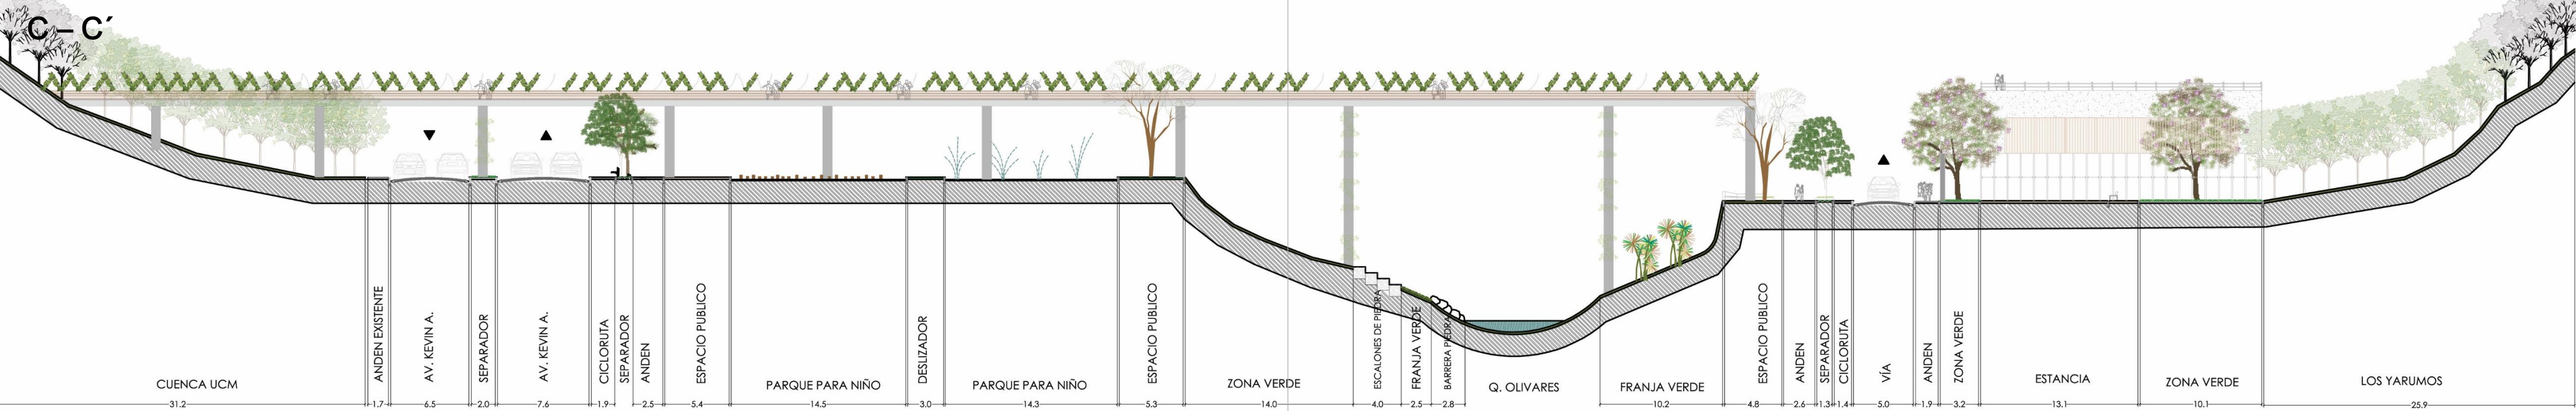 C – C´
CUENCA UCM
ANDEN EXISTENTE
AV. KEVIN A.
SEPARADOR
AV. KEVIN A.
CICLORUTA
SEPARADOR
ANDEN
ESPACIO PUBLICO
PARQUE PARA NIÑO
DESLIZADOR
PARQUE PARA NIÑO
ESPACIO PUBLICO
ZONA VERDE
ESCALONES DE PIEDRA
FRANJA VERDE
BARRERA PIEDRA
Q. OLIVARES
FRANJA VERDE
ESPACIO PUBLICO
ANDEN
SEPARADOR
CICLORUTA
VÍA
ANDEN
ZONA VERDE
ESTANCIA
ZONA VERDE
LOS YARUMOS
31.2 1.7 6.5 2.0 7.6 1.9 2.5 5.4 14.5 3.0 14.3 5.3 14.0 4.0 2.5 2.8 10.2 4.8 2.6 1.3 1.4 5.0 1.9 3.2 13.1 10.1 25.9